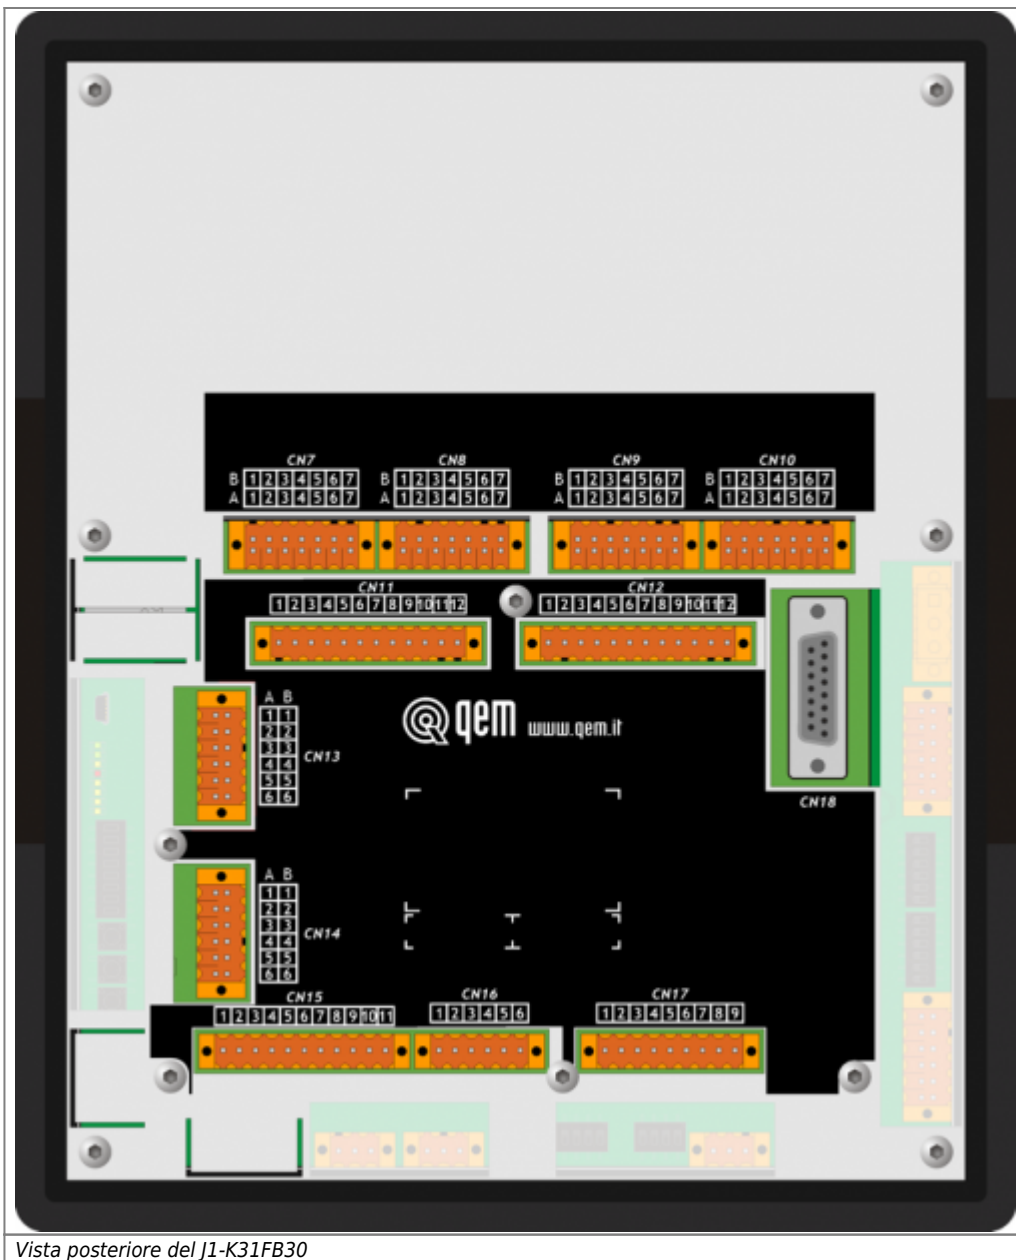 CN7 CN8 CN9 CN10
B 1 2 3 4 5 6 7 B 1 2 3 4 5 6 7 B 1 2 3 4 5 6 7 B 1 2 3 4 5 6 7
A 1 2 3 4 5 6 7 A 1 2 3 4 5 6 7 A 1 2 3 4 5 6 7 A 1 2 3 4 5 6 7
CN11 CN12
1 2 3 4 5 6 7 8 9 10 11 12 1 2 3 4 5 6 7 8 9 10 11 12
A B
1 1
2 2
3 3
4 4
5 5
6 6
CN13
qem www.qem.it
CN18
A B
1 1
2 2
3 3
4 4
5 5
6 6
CN14
CN15 CN16 CN17
1 2 3 4 5 6 7 8 9 10 11 1 2 3 4 5 6 1 2 3 4 5 6 7 8 9
Vista posteriore del J1-K31FB30